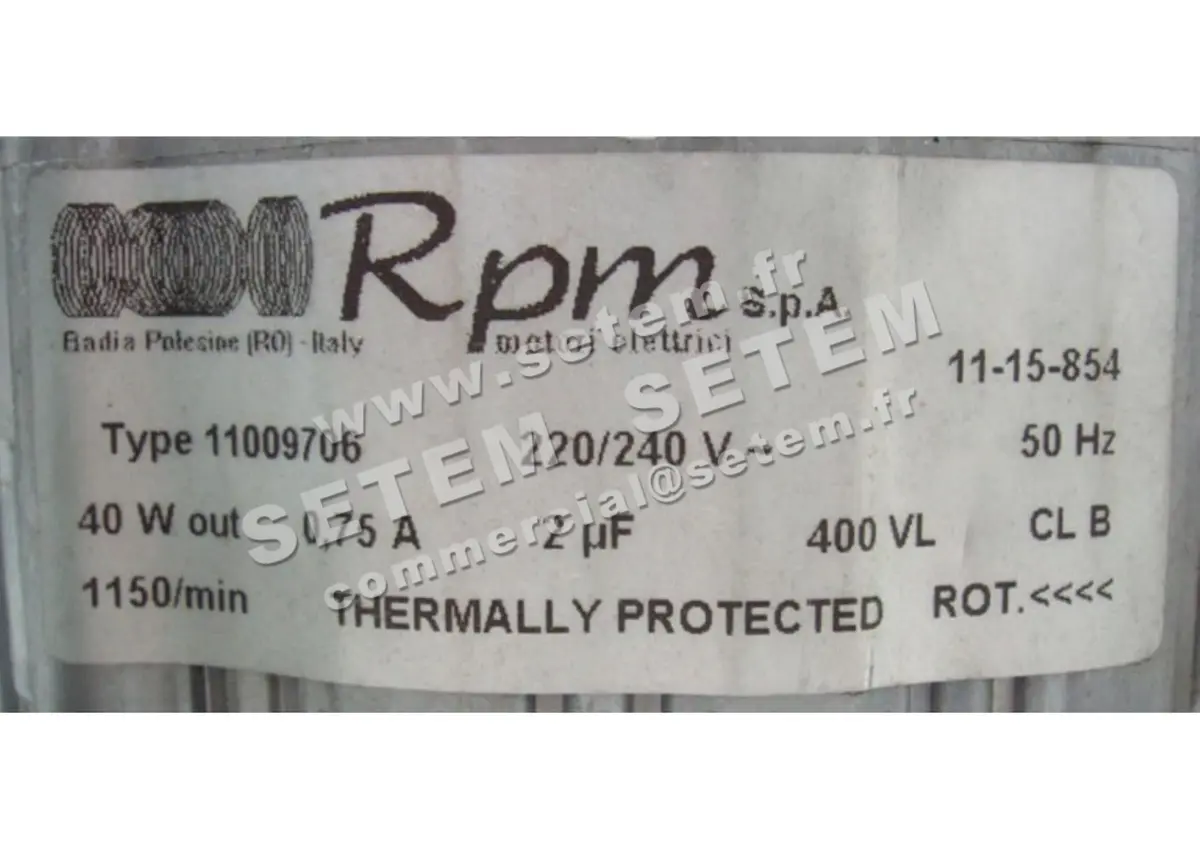 Rpm S.p.A.
Badia Polesine (RO) - Italy motori elettrici
11-15-854
Type 11009706 220/240 V~ 50 Hz
40 W out 0,75 A 2 µF 400 VL CL B
1150/min THERMALLY PROTECTED ROT.<<<<
www.setem.fr
SETEM SETEM
commercial@setem.fr